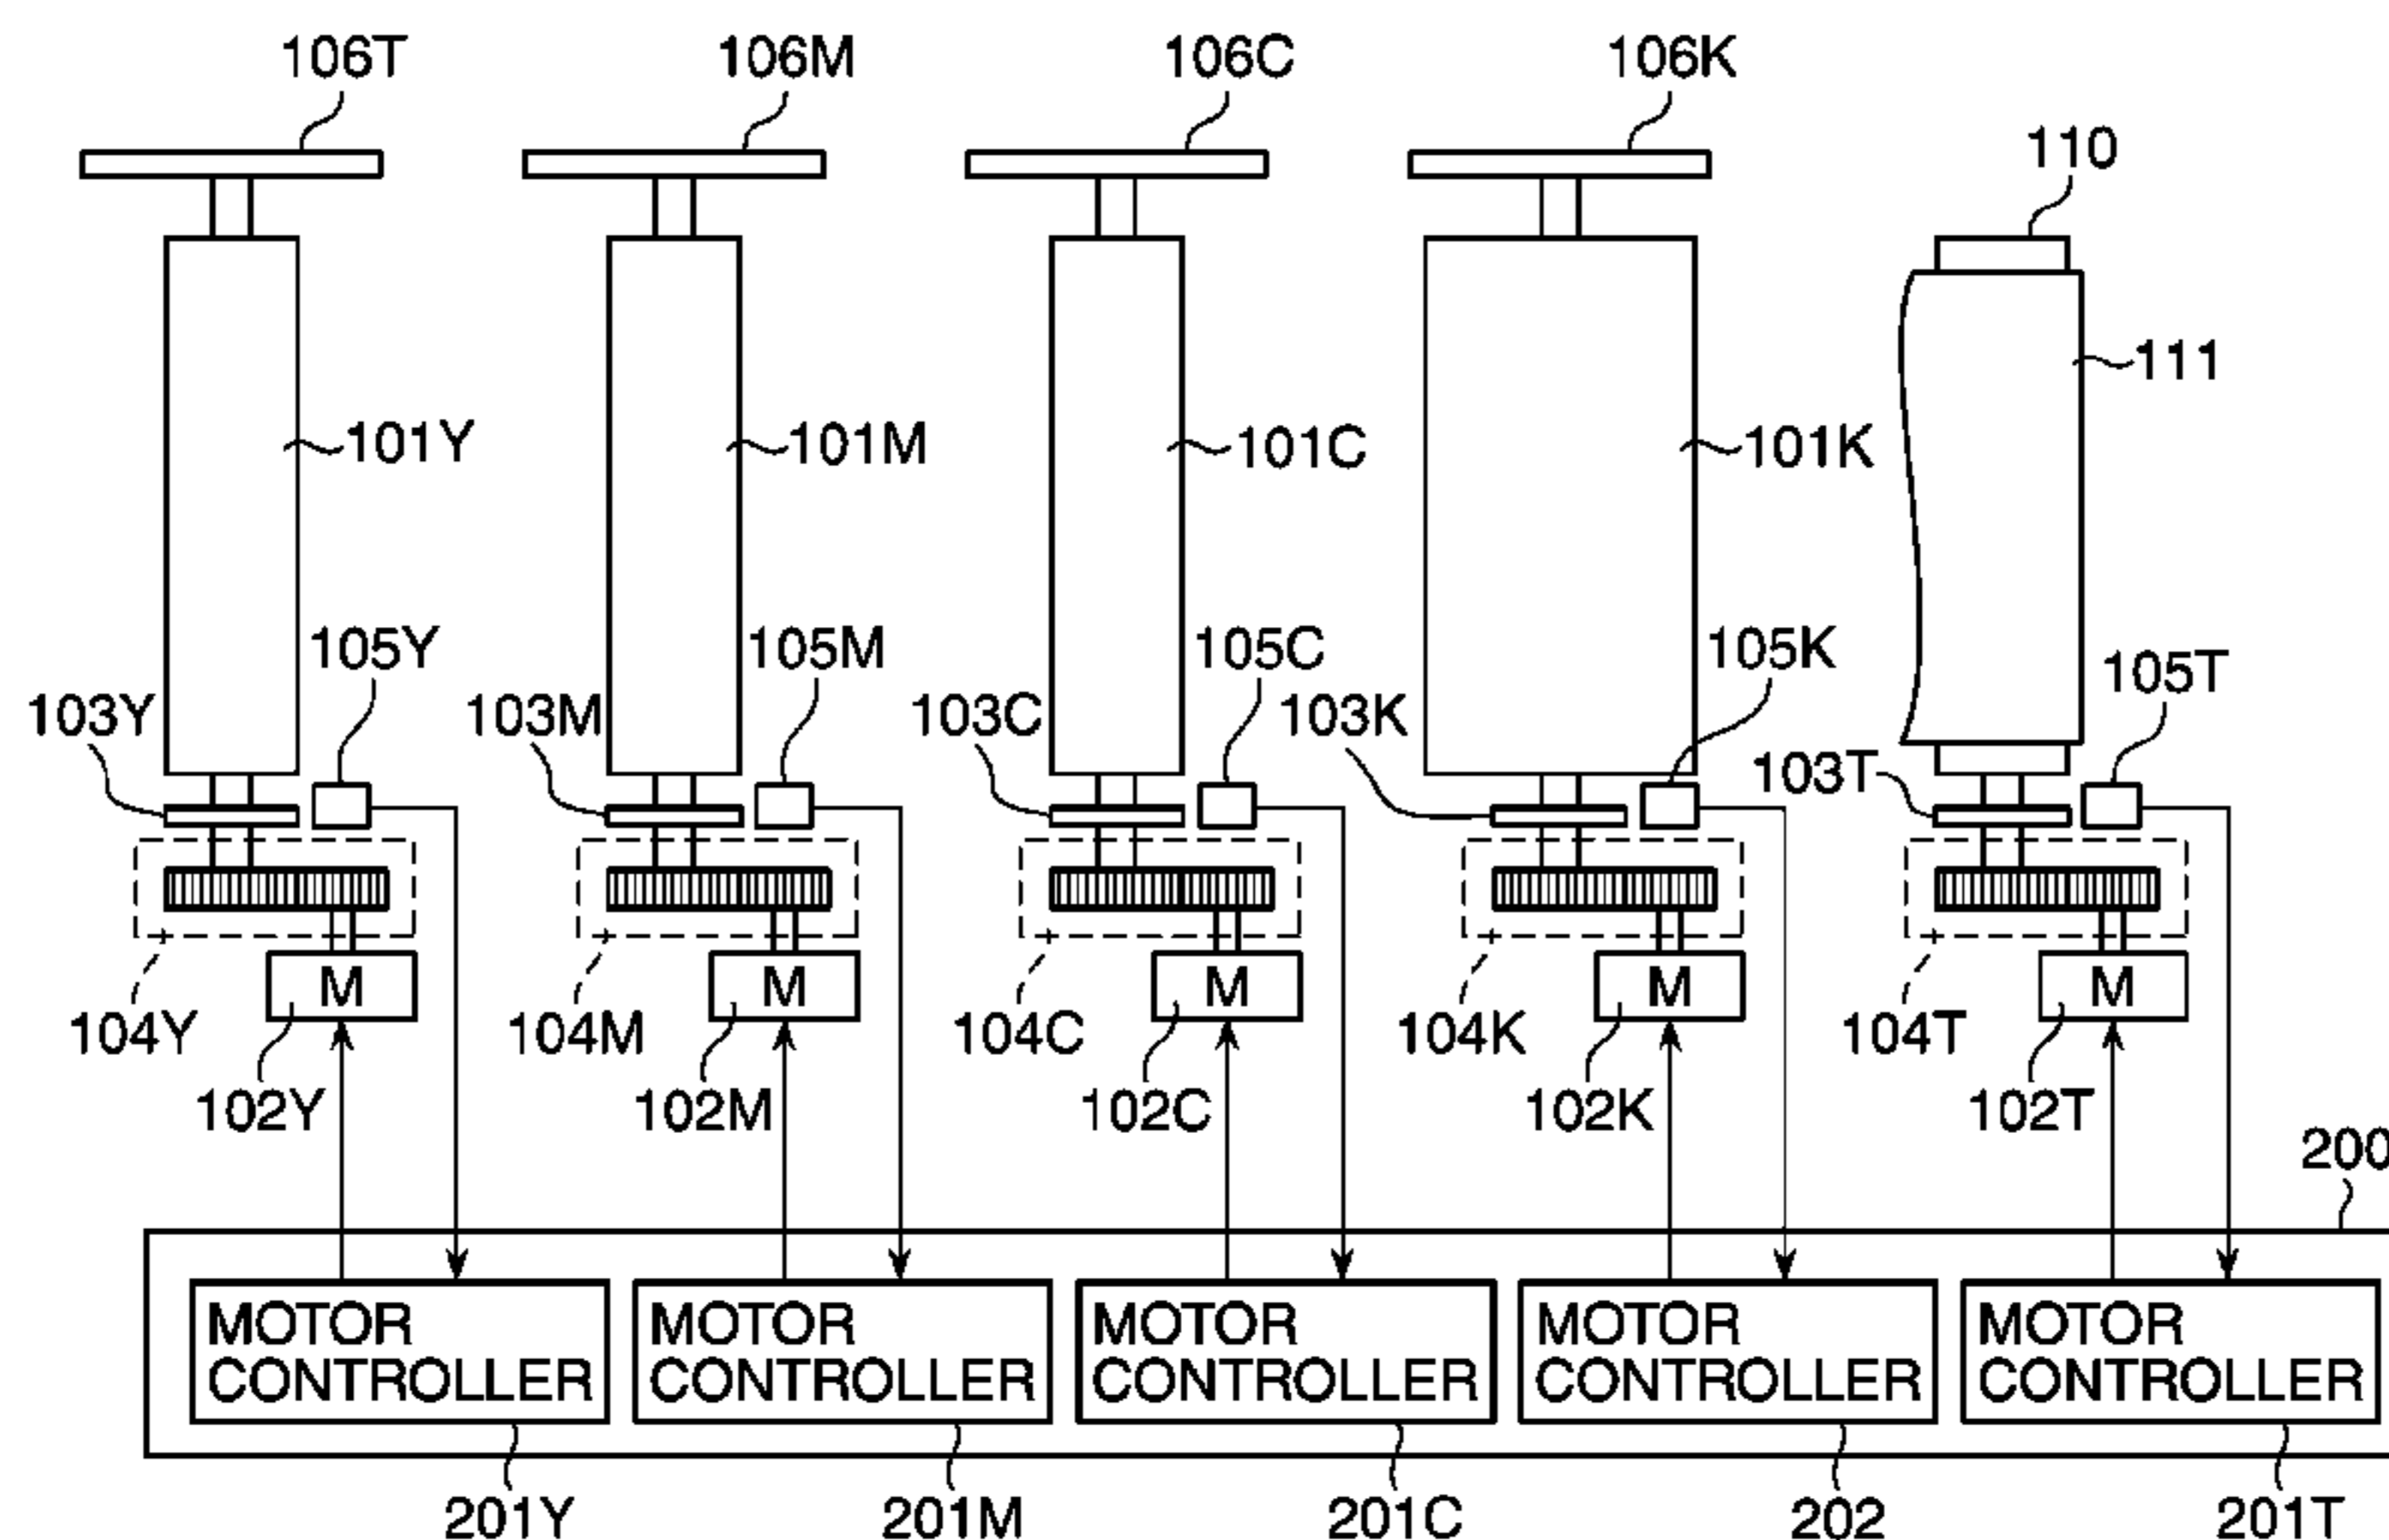 106T
106M
106C
106K
110
111
101Y
101M
101C
101K
105Y
105M
105C
105K
105T
103Y
103M
103C
103K
103T
M
M
M
M
M
104Y
104M
104C
104K
104T
102Y
102M
102C
102K
102T
200
MOTOR
CONTROLLER
MOTOR
CONTROLLER
MOTOR
CONTROLLER
MOTOR
CONTROLLER
MOTOR
CONTROLLER
201Y
201M
201C
202
201T